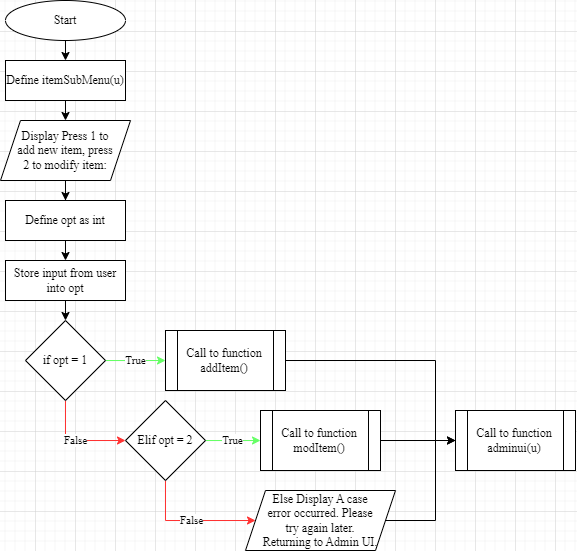 Start
Define itemSubMenu(u)
Display Press 1 to
add new item, press
2 to modify item:
Define opt as int
Store input from user
into opt
if opt = 1
True
Call to function
addItem()
False
Elif opt = 2
True
Call to function
modItem()
Call to function
adminui(u)
False
Else Display A case
error occurred. Please
try again later.
Returning to Admin UI